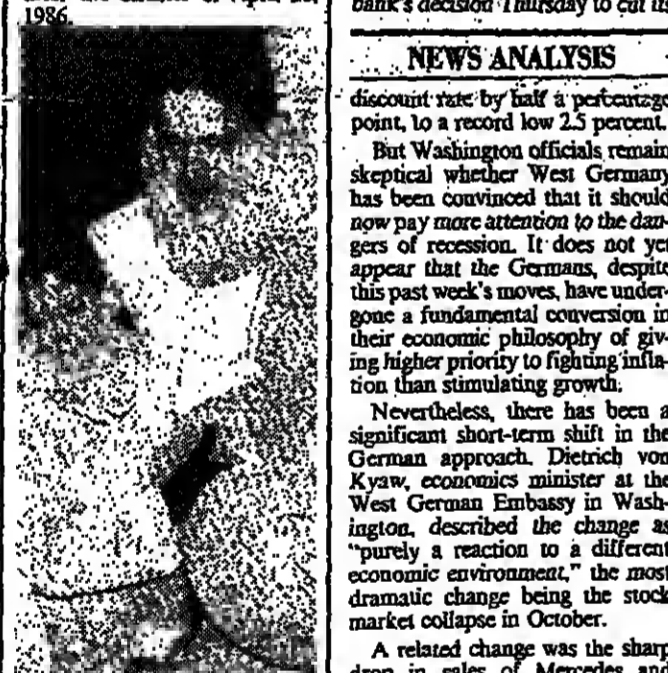 1986.
bank's decision Thursday to cut its
NEWS ANALYSIS
discount rate by half a percentage
point, to a record low 2.5 percent.
But Washington officials remain
skeptical whether West Germany
has been convinced that it should
now pay more attention to the dan-
gers of recession. It does not yet
appear that the Germans, despite
this past week's moves, have under-
gone a fundamental conversion in
their economic philosophy of giv-
ing higher priority to fighting infla-
tion than stimulating growth.
Nevertheless, there has been a
significant short-term shift in the
German approach. Dietrich von
Kyaw, economics minister at the
West German Embassy in Wash-
ington, described the change as
"purely a reaction to a different
economic environment," the most
dramatic change being the stock
market collapse in October.
A related change was the sharp
drop in sales of Mercedes and